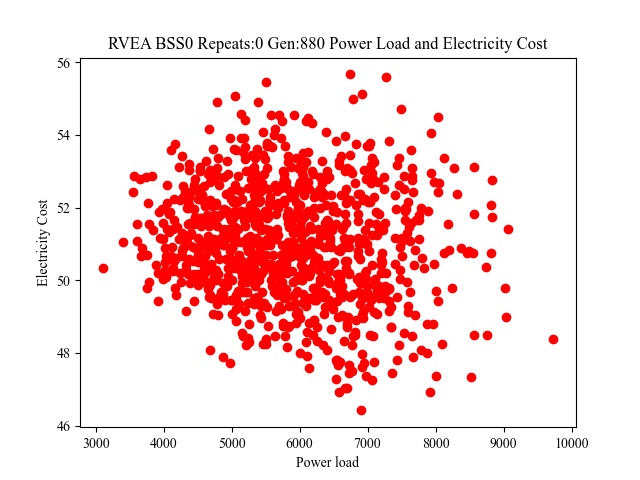 RVEA BSS0 Repeats:0 Gen:880 Power Load and Electricity Cost
Electricity Cost
56
54
52
50
48
46
3000 4000 5000 6000 7000 8000 9000 10000
Power load